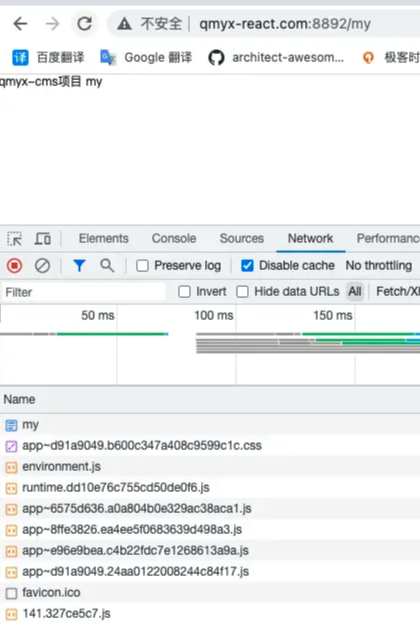 不安全 | qmyx-react.com:8892/my
译 百度翻译 Google 翻译 architect-awesom... 极客时
qmyx-cms项目 my
Elements Console Sources Network Performanc
Preserve log Disable cache No throttling
Filter Invert Hide data URLs All Fetch/X
50 ms 100 ms 150 ms
Name
my
app~d91a9049.b600c347a408c9599c1c.css
environment.js
runtime.dd10e76c755cd50de0f6.js
app~6575d636.a0a804b0e329ac38aca1.js
app~8ffe3826.ea4ee5f0683639d498a3.js
app~e96e9bea.c4b22fdc7e1268613a9a.js
app~d91a9049.24aa0122008244c84f17.js
favicon.ico
141.327ce5c7.js